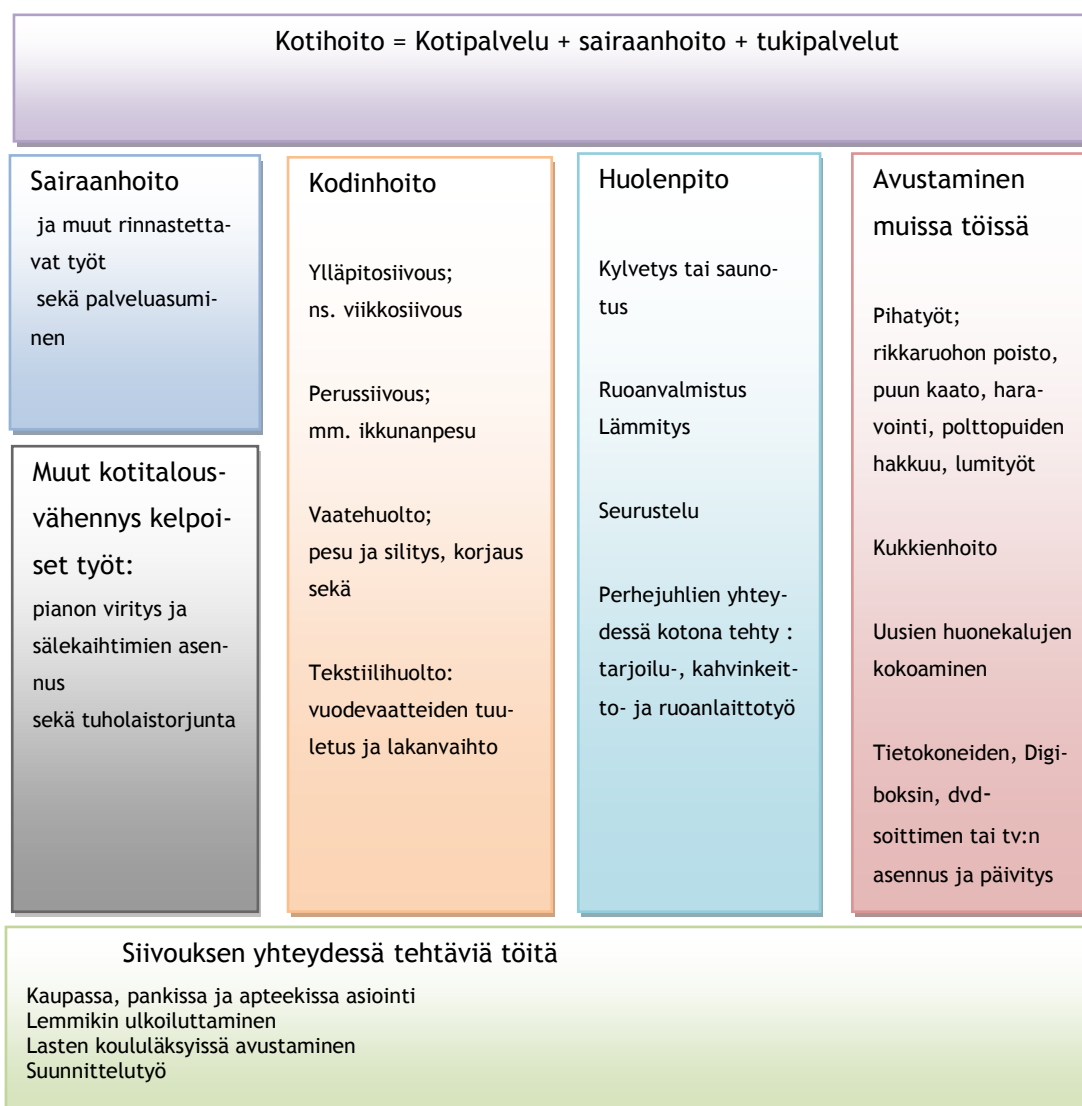 Kotihoito = Kotipalvelu + sairaanhoito + tukipalvelut
Sairaanhoito
ja muut rinnastetta-
vat työt
sekä palveluasumi-
nen
Muut kotitalous-
vähennys kelpoi-
set työt:
pianon viritys ja
sälekaihtimien asen-
nus
sekä tuholaistorjunta
Kodinhoito
Ylläpitosiivous;
ns. viikkosiivous
Perussiivous;
mm. ikkunanpesu
Vaatehuolto;
pesu ja silitys, korjaus
sekä
Tekstiilihuolto:
vuodevaatteiden tuu-
letus ja lakanvaihto
Huolenpito
Kylvetys tai sauno-
tus
Ruoanvalmistus
Lämmitys
Seurustelu
Perhejuhlien yhtey-
dessä kotona tehty :
tarjoilu-, kahvinkeit-
to- ja ruoanlaittotyö
Avustaminen
muissa töissä
Pihatyöt;
rikkaruohon poisto,
puun kaato, hara-
vointi, polttopuiden
hakkuu, lumityöt
Kukkienhoito
Uusien huonekalujen
kokoaminen
Tietokoneiden, Digi-
boksin, dvd-
soittimen tai tv:n
asennus ja päivitys
Siivouksen yhteydessä tehtäviä töitä
Kaupassa, pankissa ja apteekissa asiointi
Lemmikin ulkoiluttaminen
Lasten koululäksyissä avustaminen
Suunnittelutyö